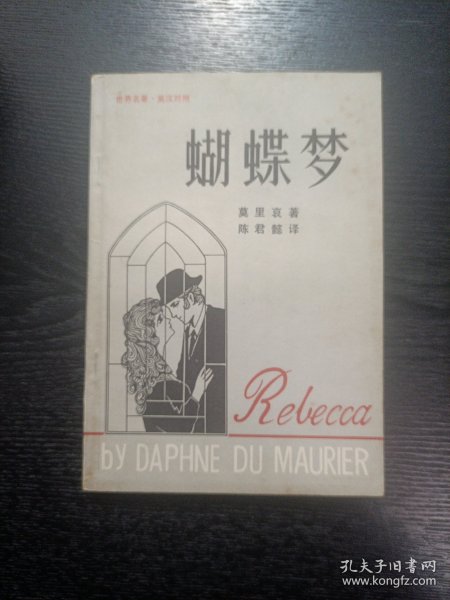 世界名著·英汉对照
蝴蝶梦
莫里哀著
陈君懿译
Rebecca
by DAPHNE DU MAURIER
孔夫子旧书网
www.kongfz.com